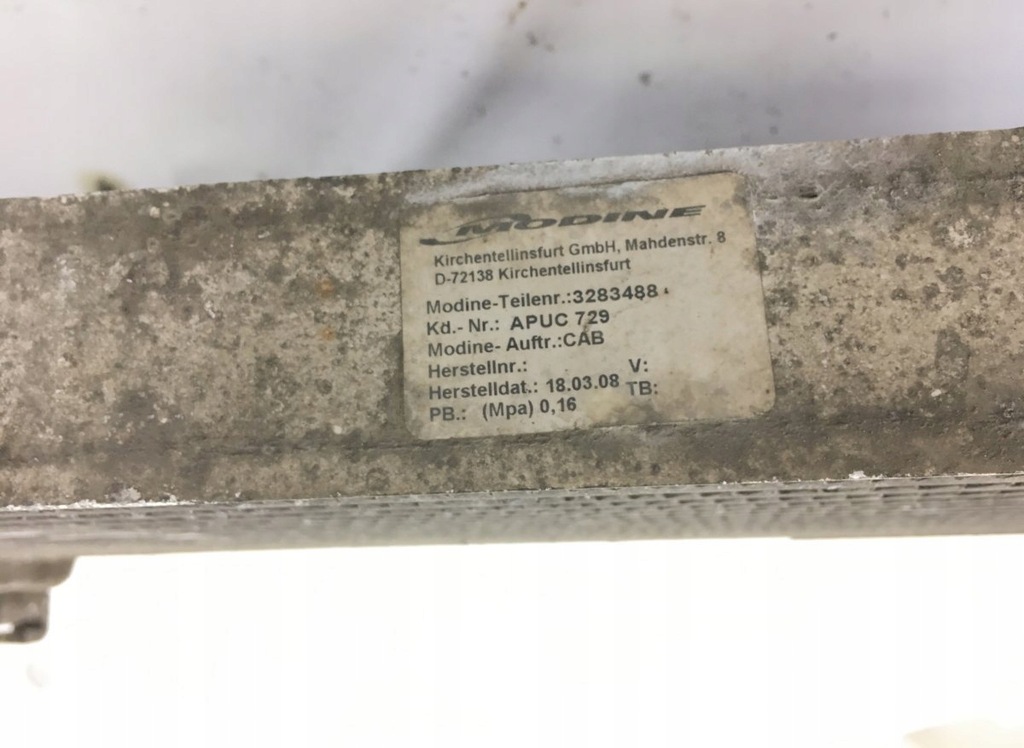 MODINE
Kirchentellinsfurt GmbH, Mahdenstr. 8
D-72138 Kirchentellinsfurt
Modine-Teilenr.:3283488
Kd.- Nr.: APUC 729
Modine- Auftr.:CAB
Herstellnr.: V:
Herstelldat.: 18.03.08 TB:
PB.: (Mpa) 0,16